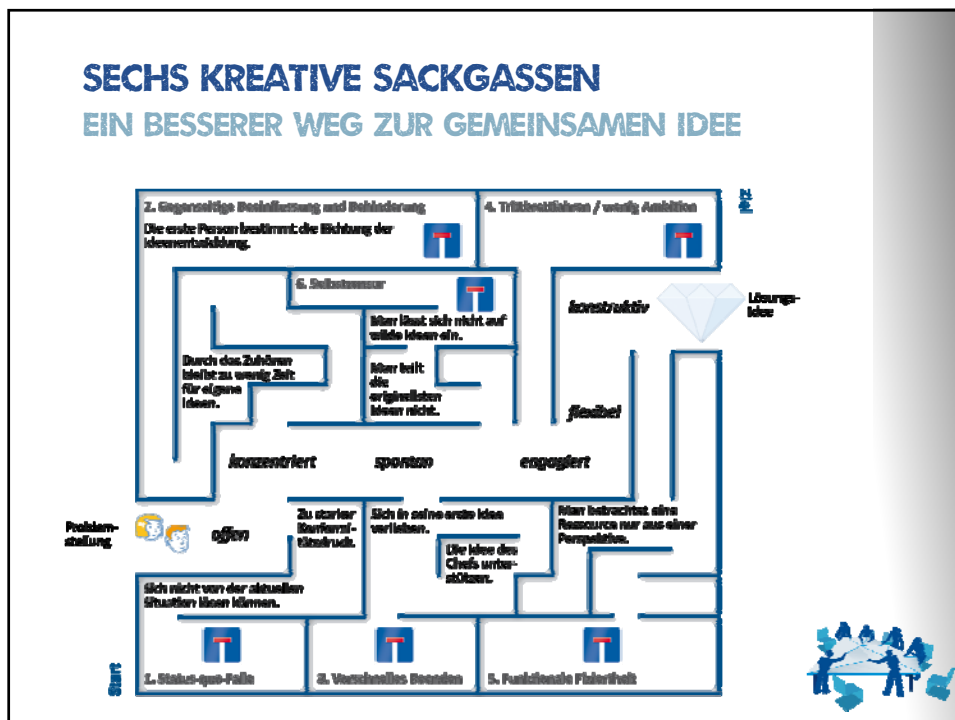 SECHS KREATIVE SACKGASSEN
EIN BESSERER WEG ZUR GEMEINSAMEN IDEE
Ziel
2. Gegenseitige Beeinflussung und Behinderung
Die erste Person bestimmt die Richtung der
Ideenentwicklung.
4. Trittbrettfahren / wenig Ambition
6. Selbstzensur
Man lässt sich nicht auf
wilde Ideen ein.
konstruktiv
Lösungs-
idee
Durch das Zuhören
bleibt zu wenig Zeit
für eigene
Ideen.
Man teilt
die
originellsten
Ideen nicht.
flexibel
konzentriert
spontan
engagiert
Problem-
stellung
offen
Zu starker
Konformi-
tätsdruck.
Sich in seine erste Idee
verlieben.
Man betrachtet eine
Ressource nur aus einer
Perspektive.
Die Idee des
Chefs unter-
stützen.
Sich nicht von der aktuellen
Situation lösen können.
Start
1. Status-quo-Falle
3. Vorschnelles Beenden
5. Funktionale Fixiertheit